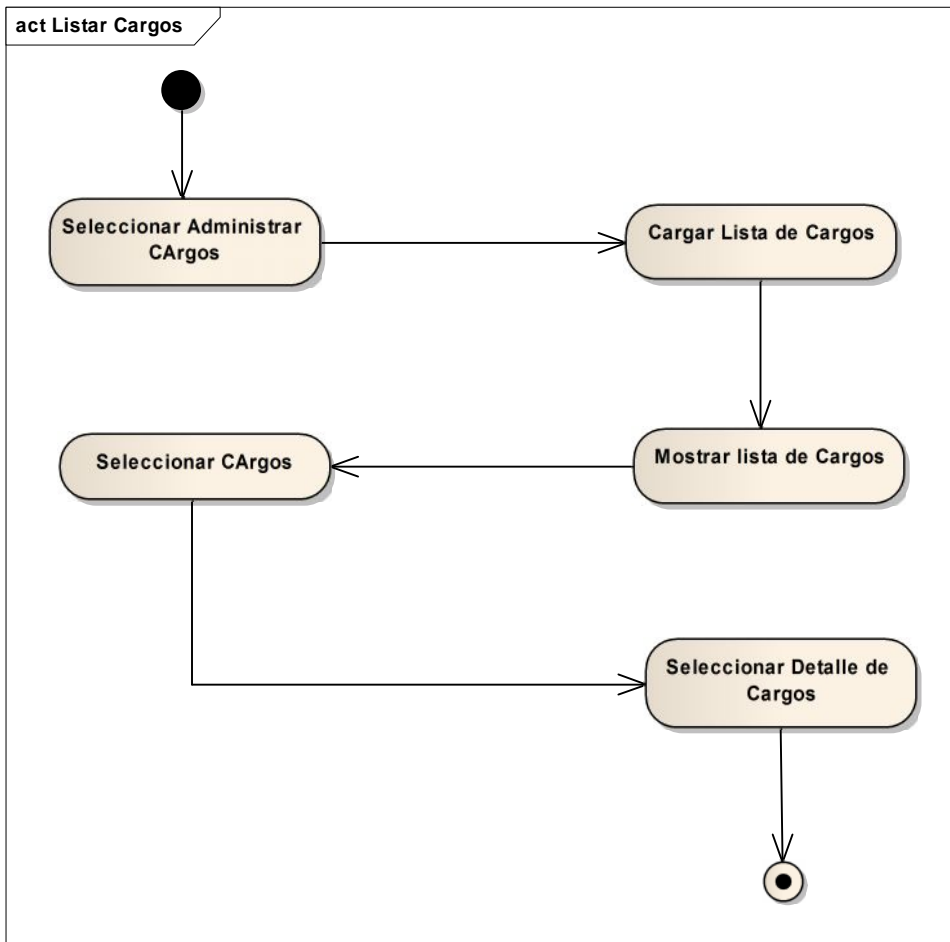 act Listar Cargos
Seleccionar Administrar
CArgos
Cargar Lista de Cargos
Mostrar lista de Cargos
Seleccionar CArgos
Seleccionar Detalle de
Cargos